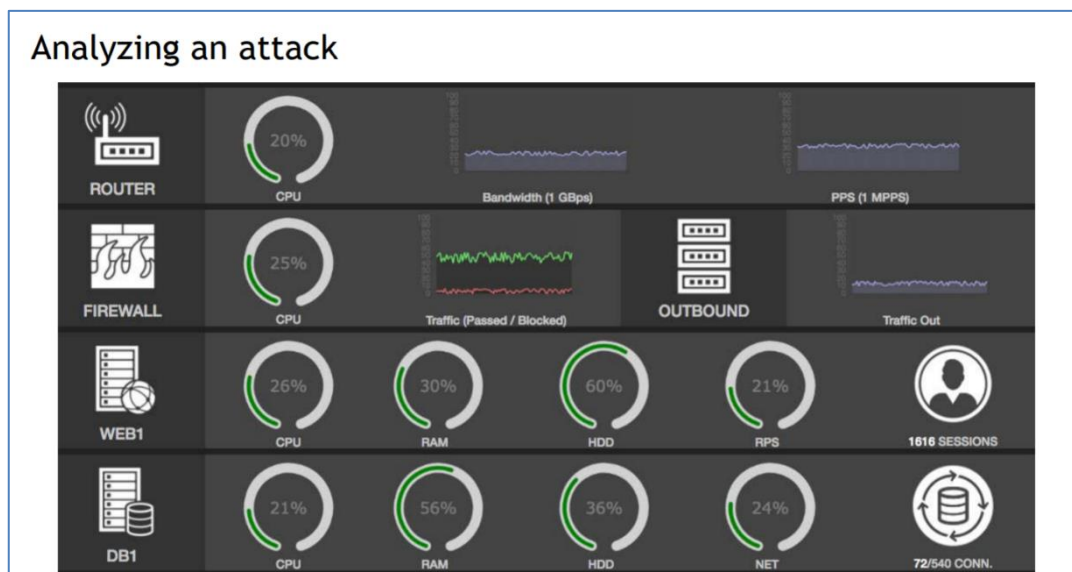 Analyzing an attack
20%
ROUTER
CPU
Bandwidth (1 GBps)
PPS (1 MPPS)
25%
FIREWALL
CPU
Traffic (Passed / Blocked)
OUTBOUND
Traffic Out
26%
30%
60%
21%
WEB1
CPU
RAM
HDD
RPS
1616 SESSIONS
21%
56%
36%
24%
DB1
CPU
RAM
HDD
NET
72/540 CONN.